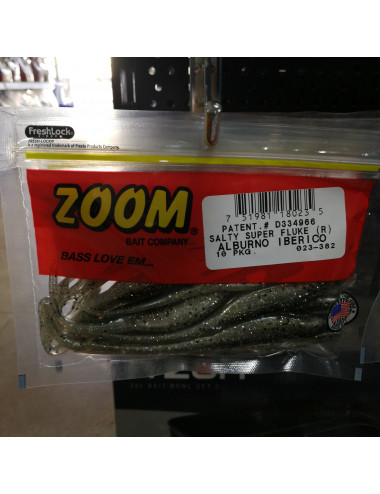 FreshLock
ZOOM
BAIT COMPANY
BASS LOVE EM...
7 51981 18023 5
PATENT.# D334966
SALTY SUPER FLUKE (R)
ALBURNO IBERICO
10 PKG. 023-382